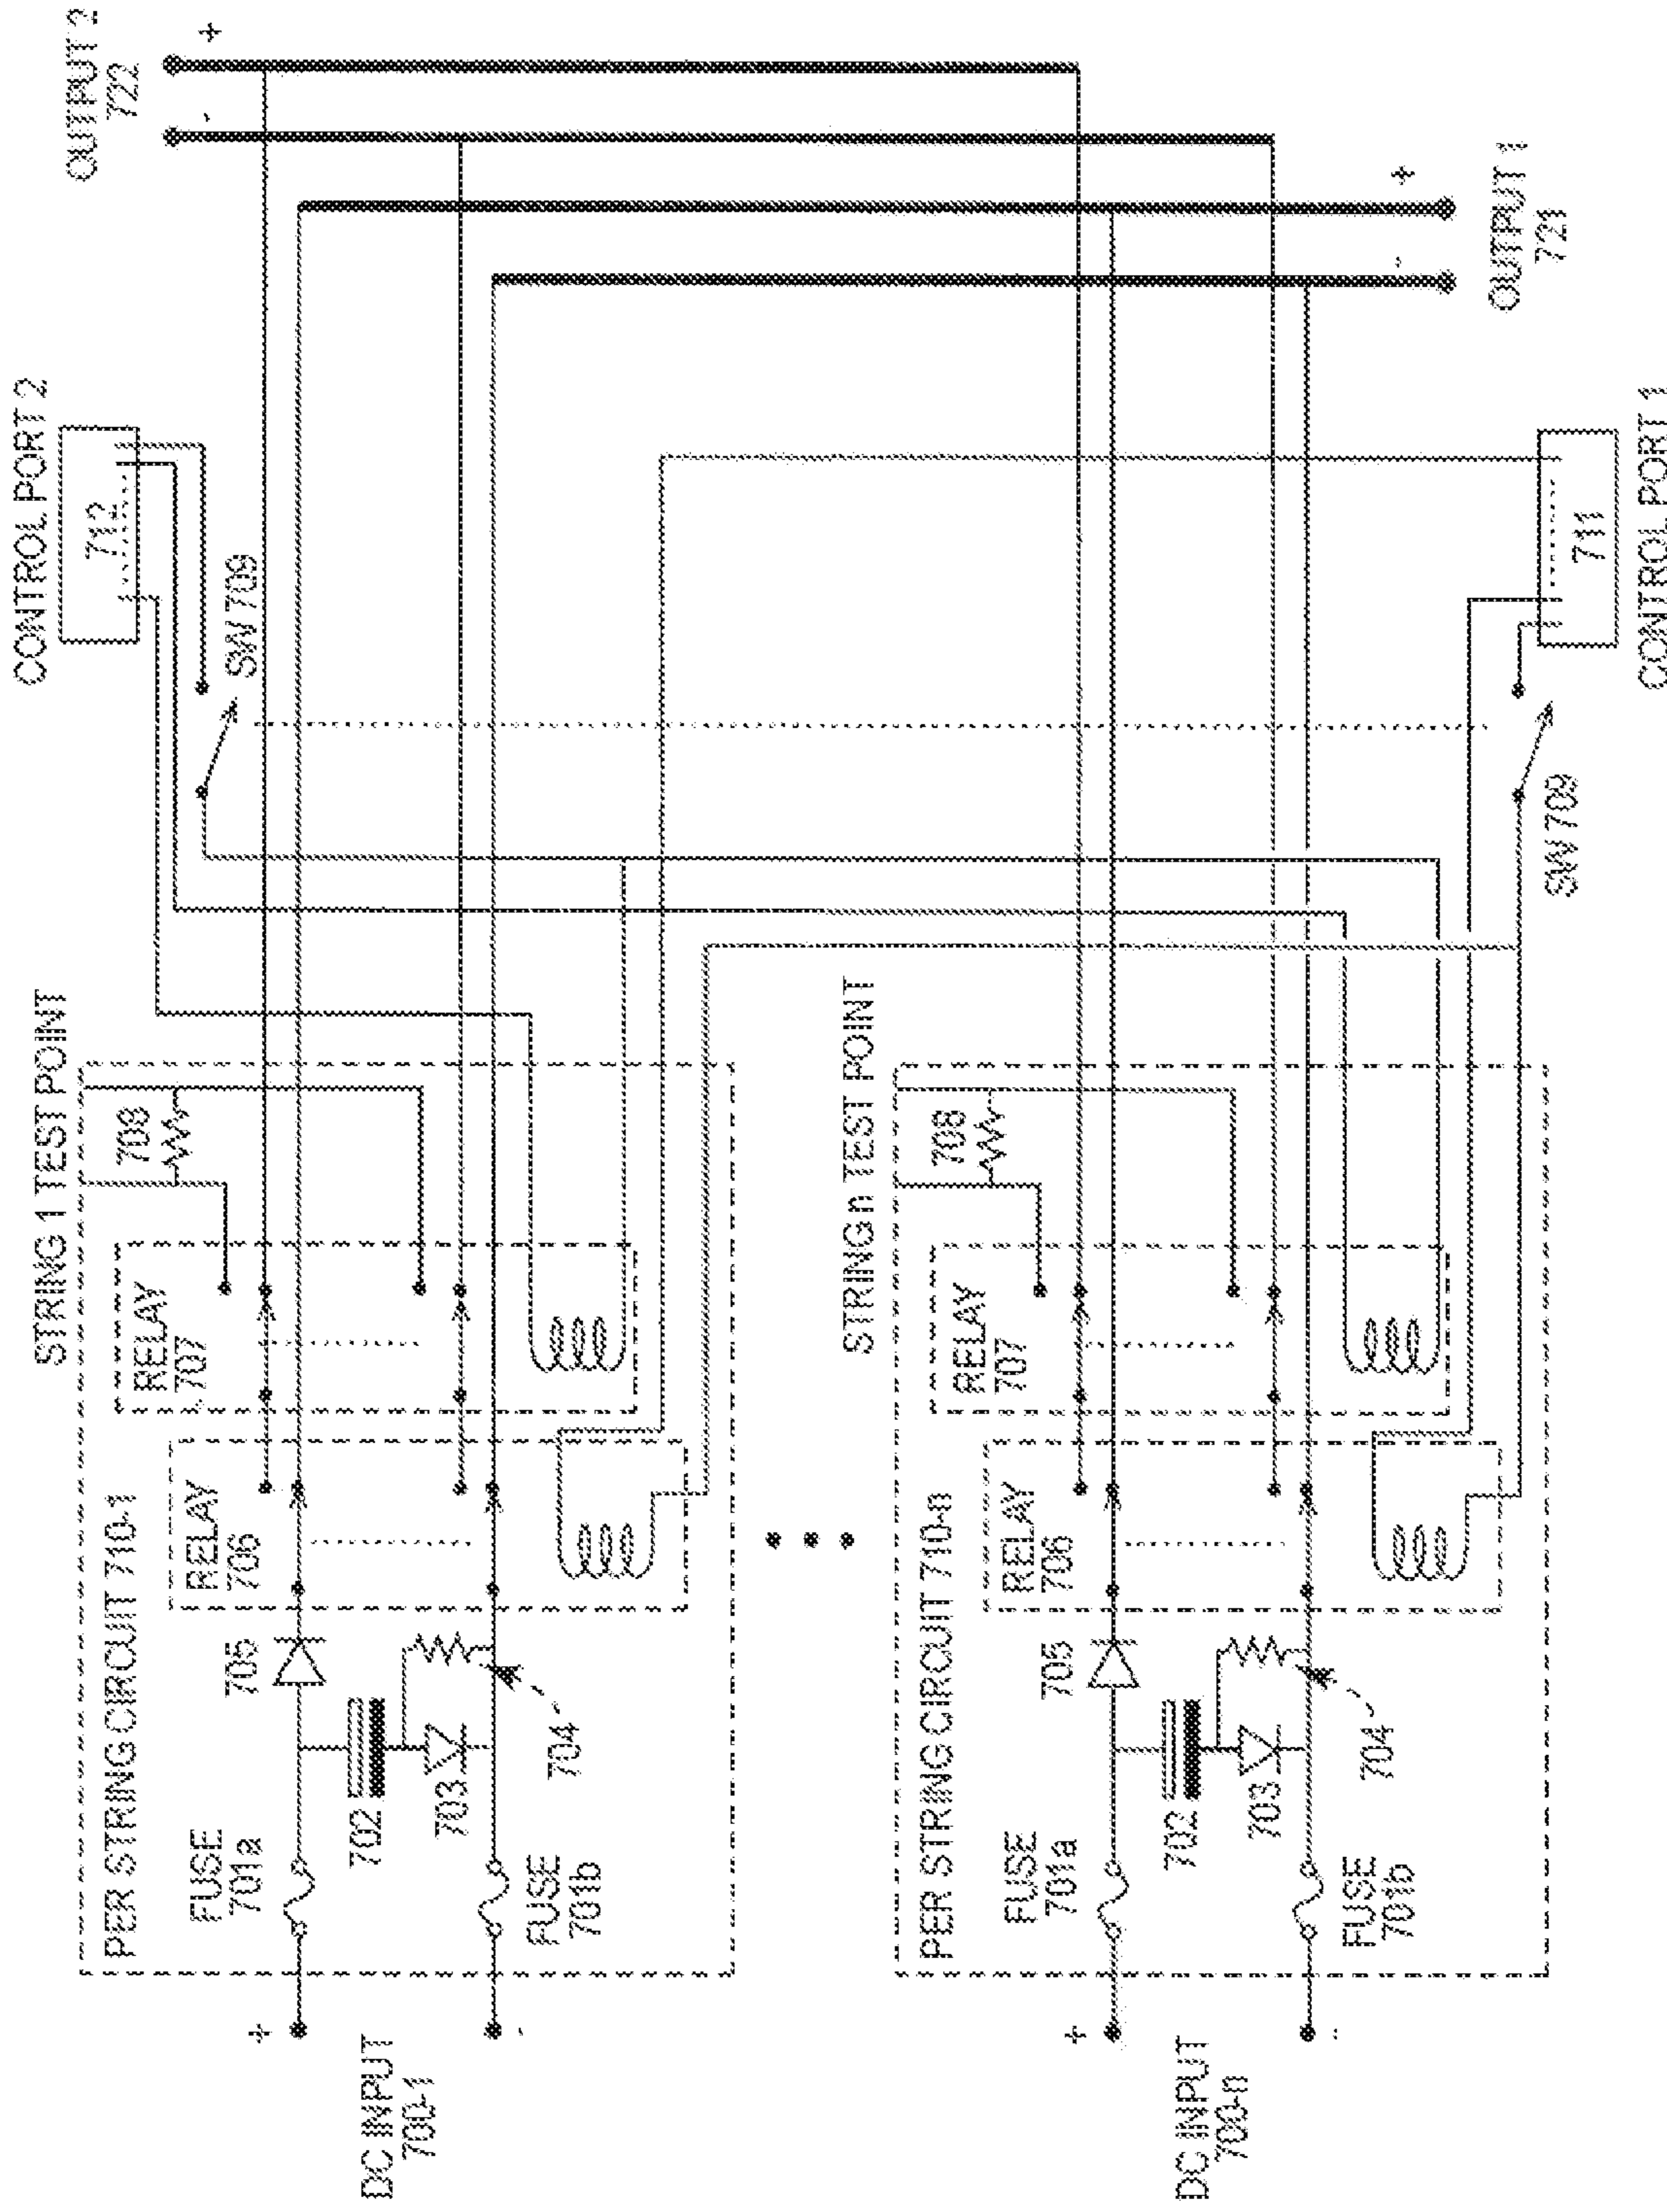 CONTROL PORT 2
OUTPUT 2
722
+
-
712
SW 709
STRING 1 TEST POINT
PER STRING CIRCUIT 710-1
708
RELAY
707
RELAY
706
705
FUSE
701a
702
703
704
FUSE
701b
+
-
DC INPUT
700-1
STRING n TEST POINT
PER STRING CIRCUIT 710-n
708
RELAY
707
RELAY
706
705
FUSE
701a
702
703
704
FUSE
701b
+
-
DC INPUT
700-n
+
-
OUTPUT 1
721
711
SW 709
CONTROL PORT 1